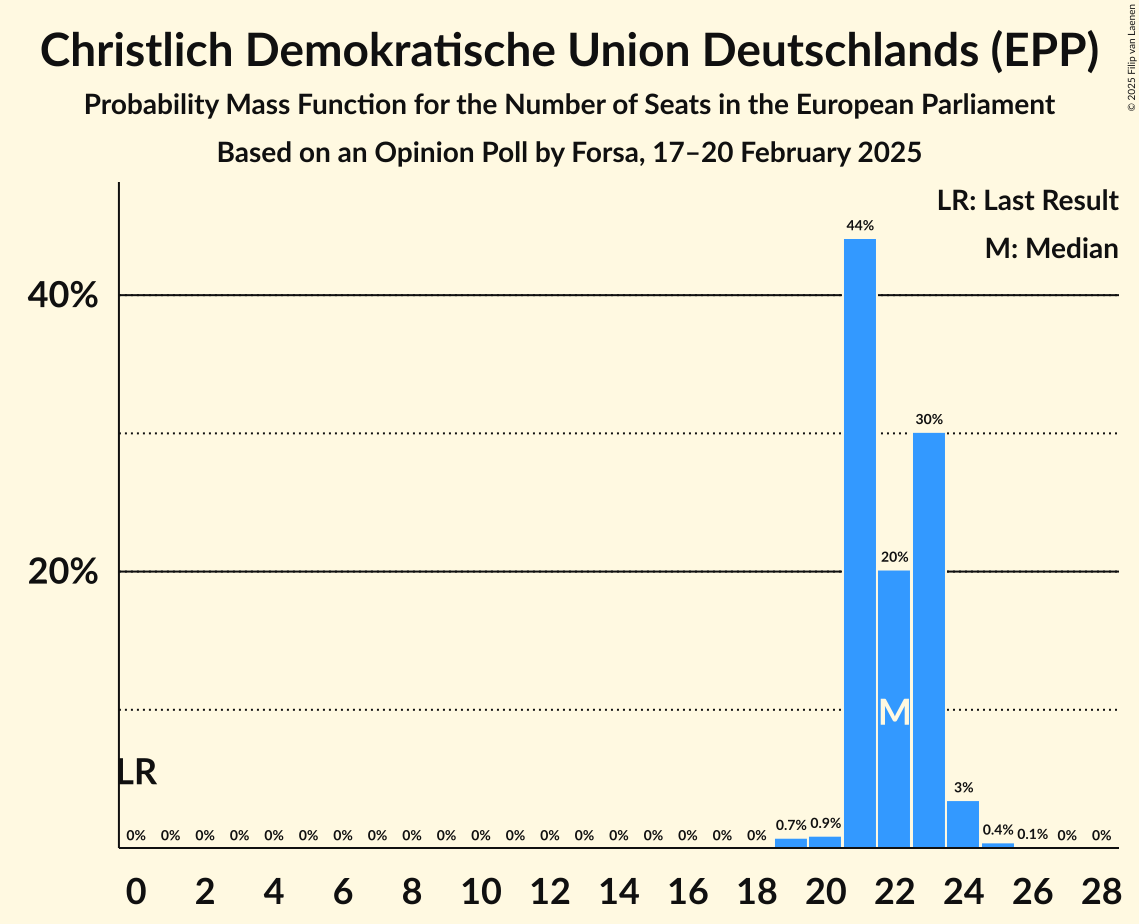 Christlich Demokratische Union Deutschlands (EPP)
Probability Mass Function for the Number of Seats in the European Parliament
Based on an Opinion Poll by Forsa, 17–20 February 2025
© 2025 Filip van Laenen
LR: Last Result
M: Median
44%
40%
30%
20%
20%
M
LR
3%
0% 0% 0% 0% 0% 0% 0% 0% 0% 0% 0% 0% 0% 0% 0% 0% 0% 0% 0% 0.7% 0.9% 0.4% 0.1% 0% 0%
0 2 4 6 8 10 12 14 16 18 20 22 24 26 28